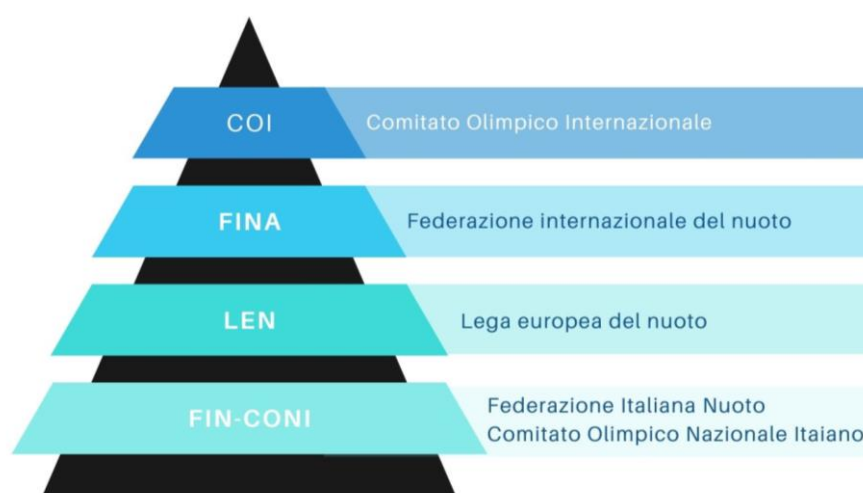 COI
Comitato Olimpico Internazionale
FINA
Federazione internazionale del nuoto
LEN
Lega europea del nuoto
FIN-CONI
Federazione Italiana Nuoto
Comitato Olimpico Nazionale Itaiano